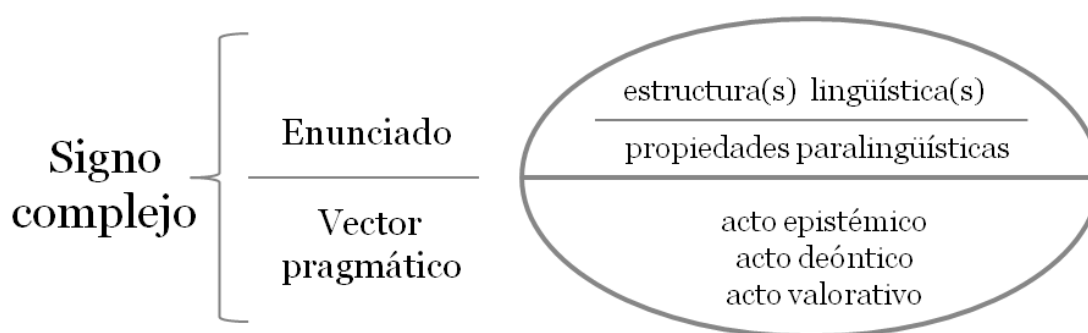 Signo
complejo
Enunciado
Vector
pragmático
estructura(s) lingüística(s)
propiedades paralingüísticas
acto epistémico
acto deóntico
acto valorativo